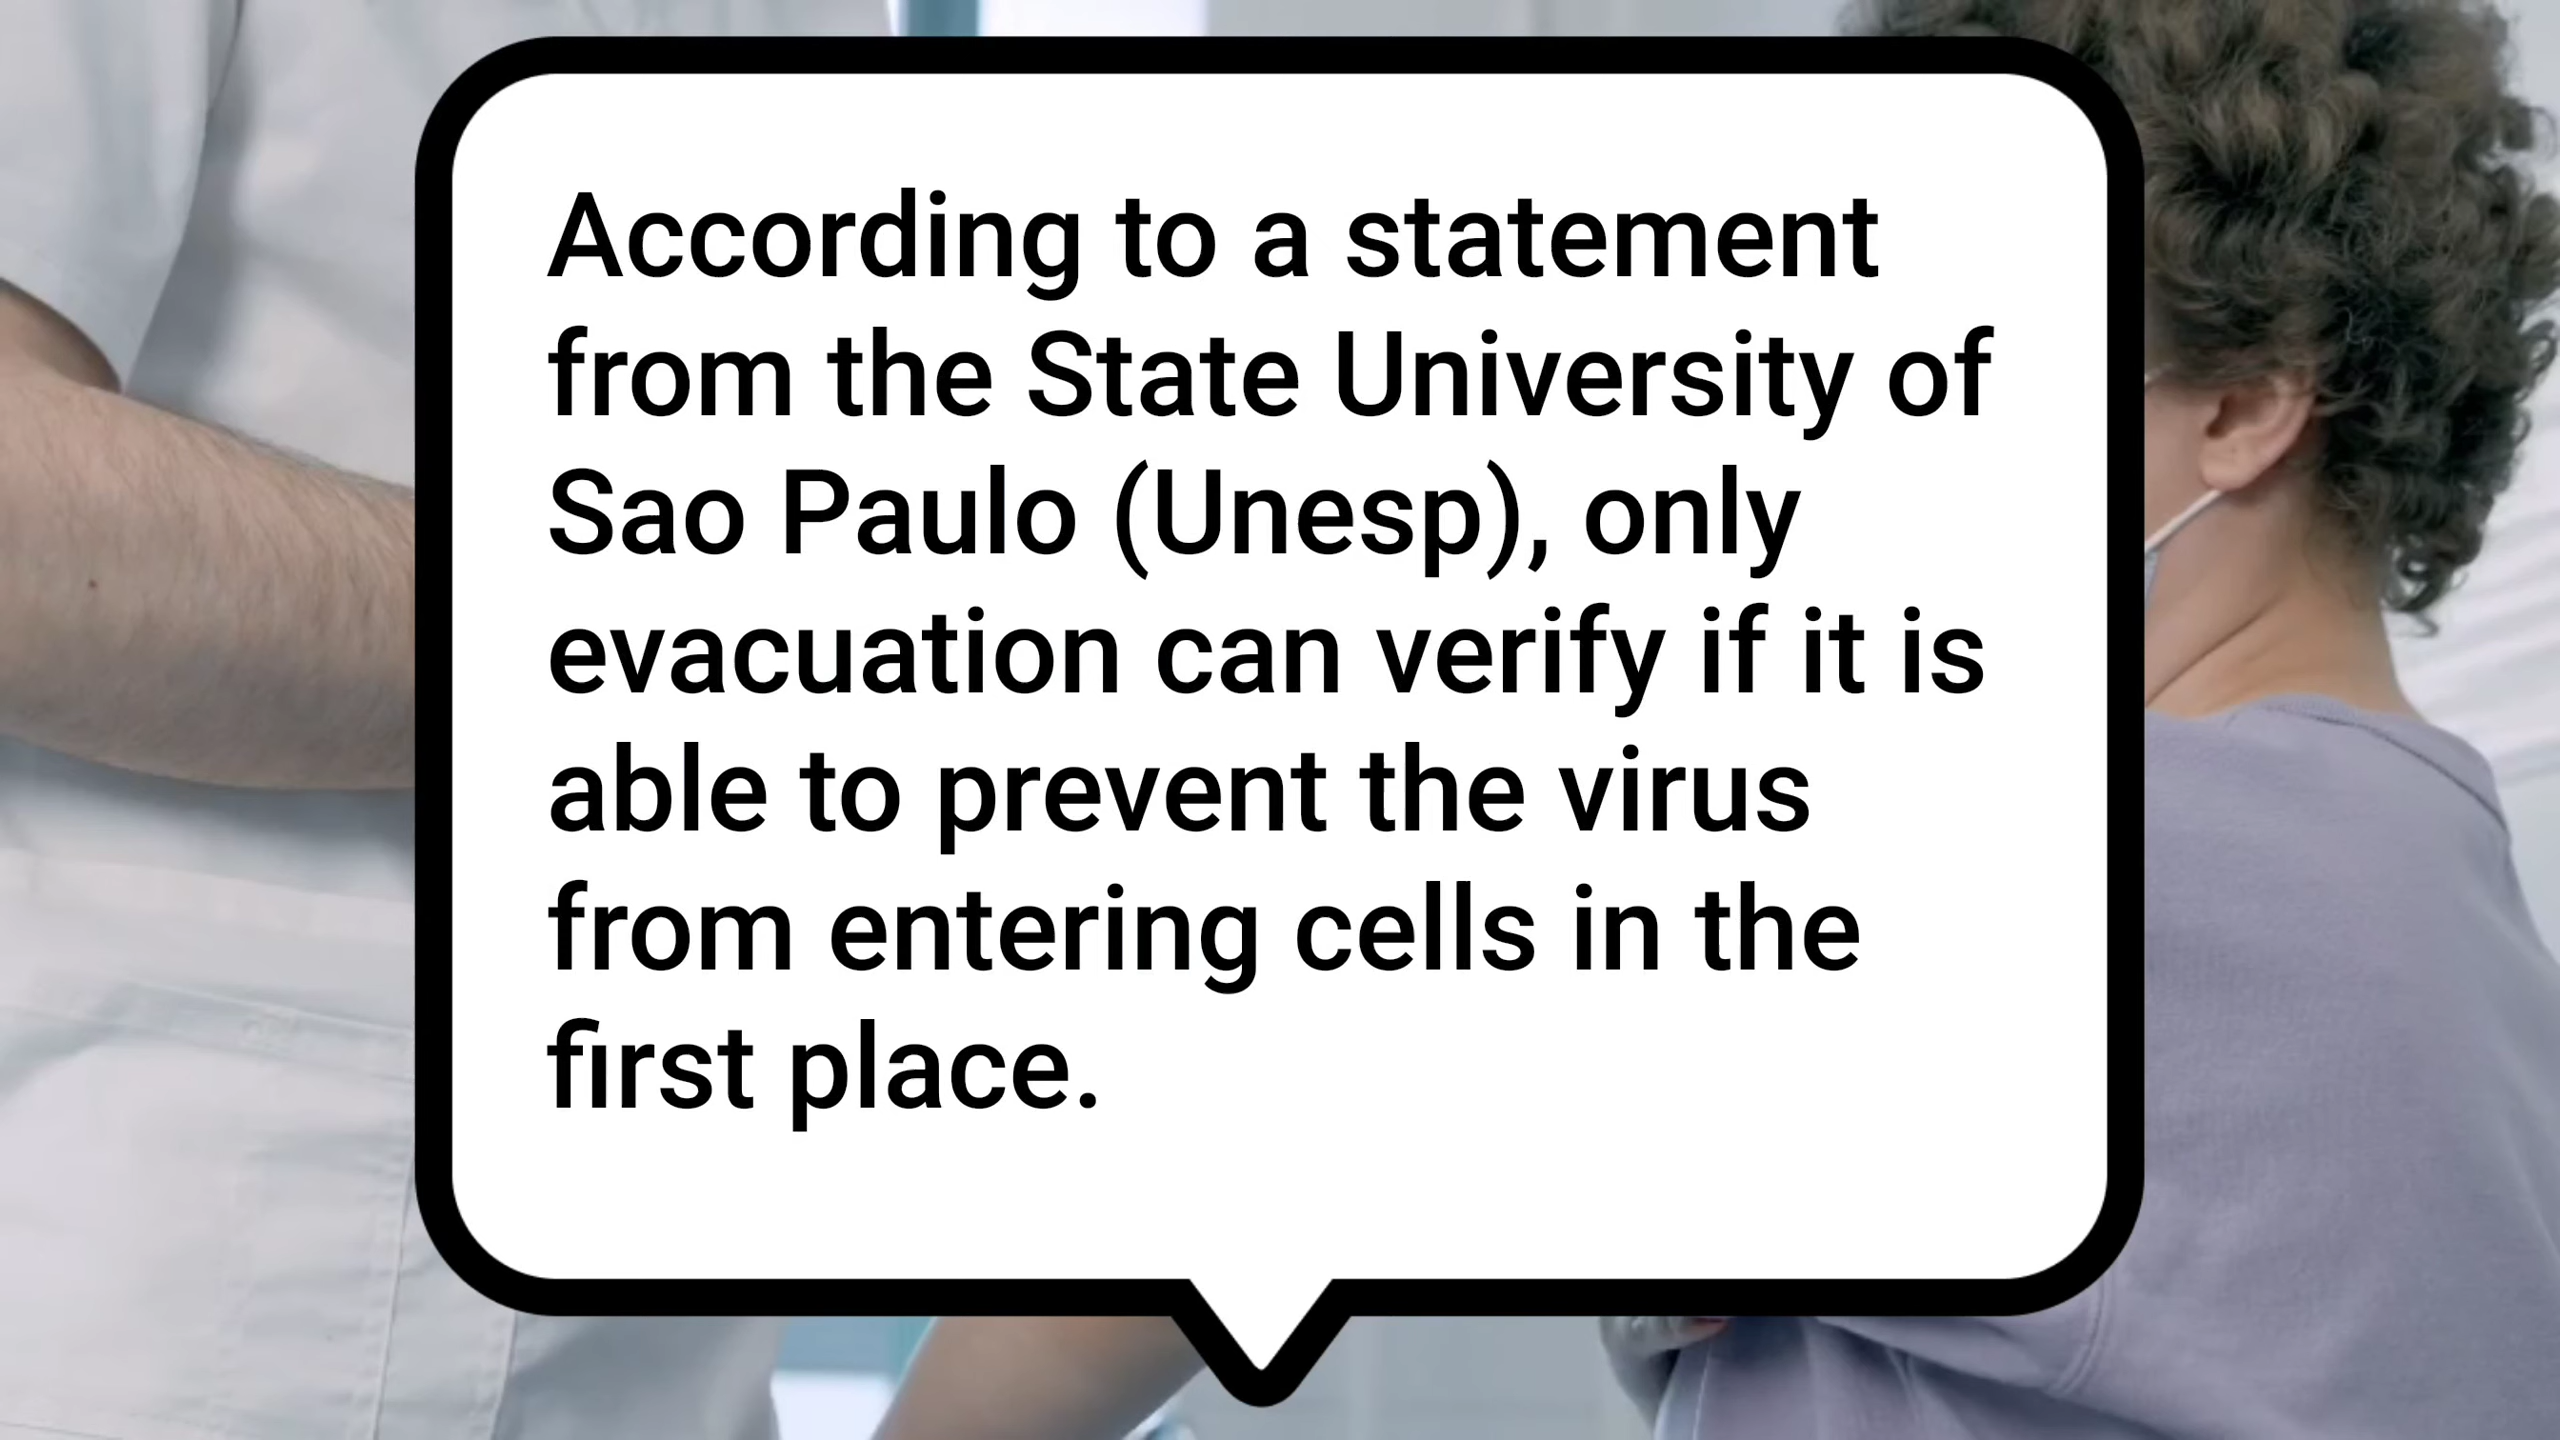 According to a statement
from the State University of
Sao Paulo (Unesp), only
evacuation can verify if it is
able to prevent the virus
from entering cells in the
first place.